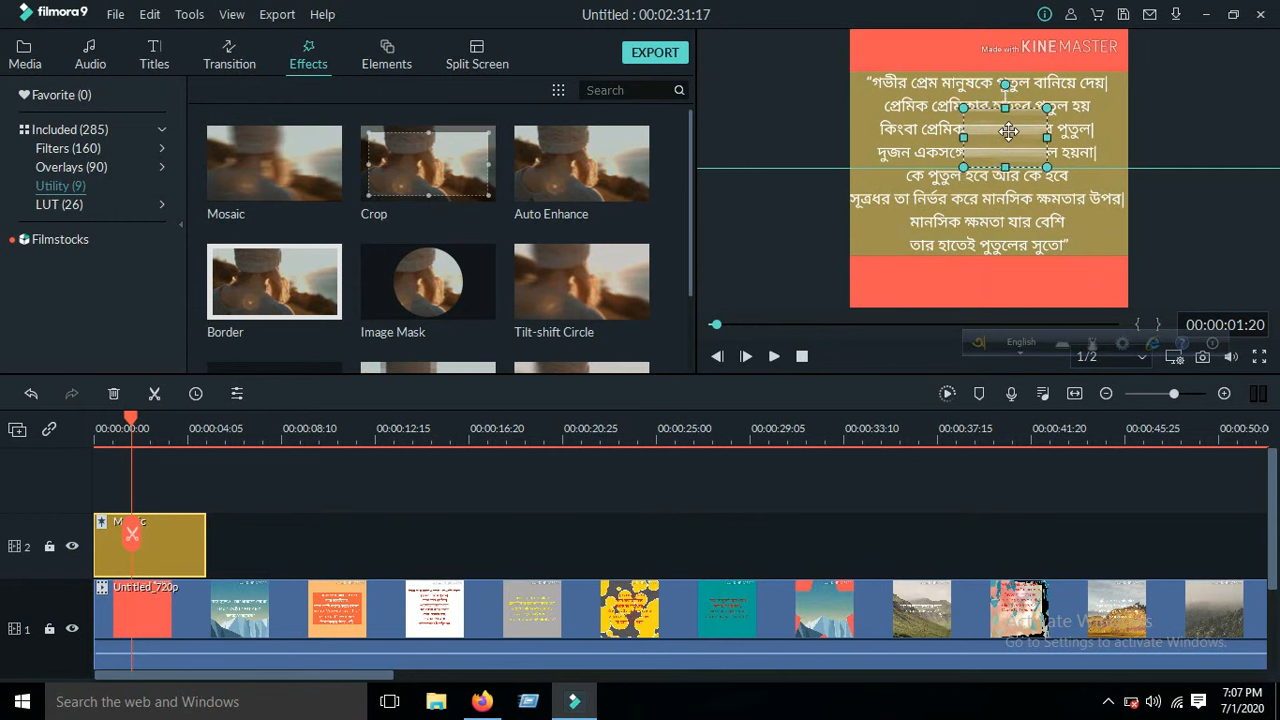 filmora9
File Edit Tools View Export Help
Untitled : 00:02:31:17
Media Audio Titles Transition Effects Elements Split Screen
EXPORT
Favorite (0)
Search
Included (285)
Filters (160)
Overlays (90)
Utility (9)
LUT (26)
Filmstocks
Mosaic Crop Auto Enhance
Border Image Mask Tilt-shift Circle
Made with KINEMASTER
“গভীর প্রেম মানুষকে পুতুল বানিয়ে দেয়|
প্রেমিক প্রেমিকার হাতের পুতুল হয়
কিংবা প্রেমিক পুতুল|
দুজন একসঙ্গে হয়না|
কে পুতুল হবে আর কে হবে
সূত্রধর তা নির্ভর করে মানসিক ক্ষমতার উপর|
মানসিক ক্ষমতা যার বেশি
তার হাতেই পুতুলের সুতো”
00:00:01:20
English
1/2
00:00:00:00 00:00:04:05 00:00:08:10 00:00:12:15 00:00:16:20 00:00:20:25 00:00:25:00 00:00:29:05 00:00:33:10 00:00:37:15 00:00:41:20 00:00:45:25 00:00:50:0
2
Untitled_720p
1
Activate Windows
Go to Settings to activate Windows.
Search the web and Windows
7:07 PM
7/1/2020